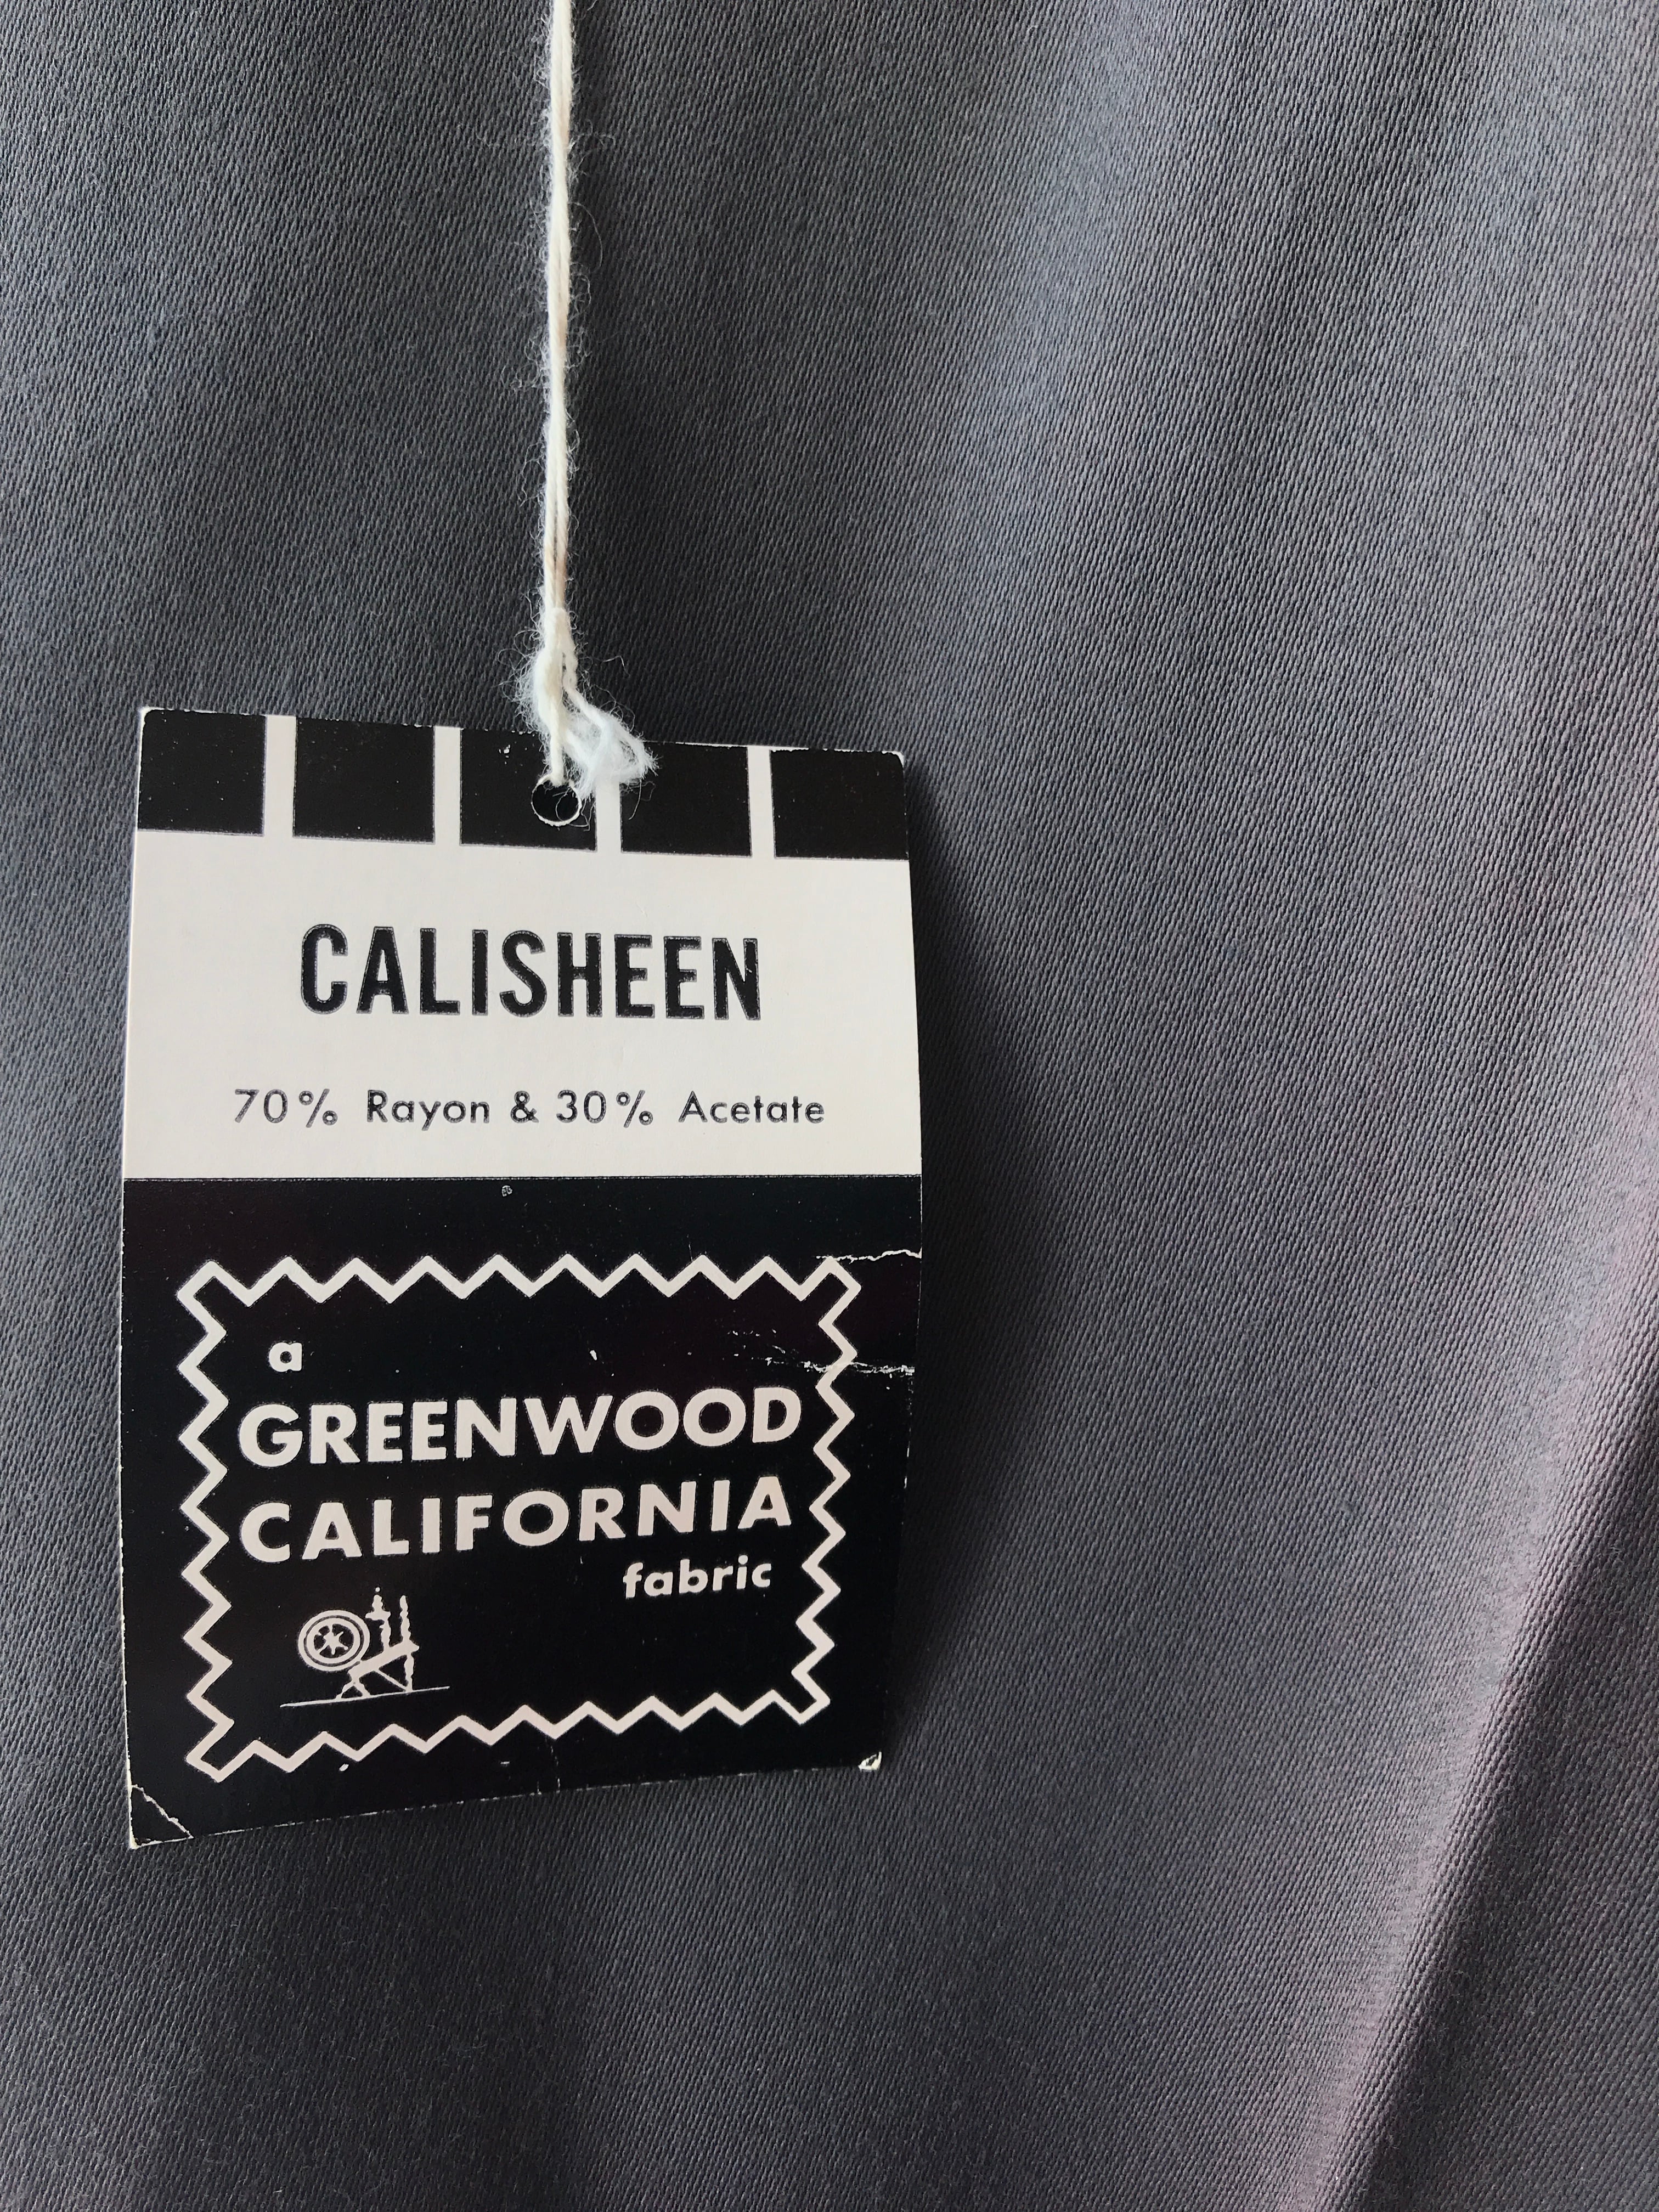 CALISHEEN
70% Rayon & 30% Acetate
a
GREENWOOD
CALIFORNIA
fabric